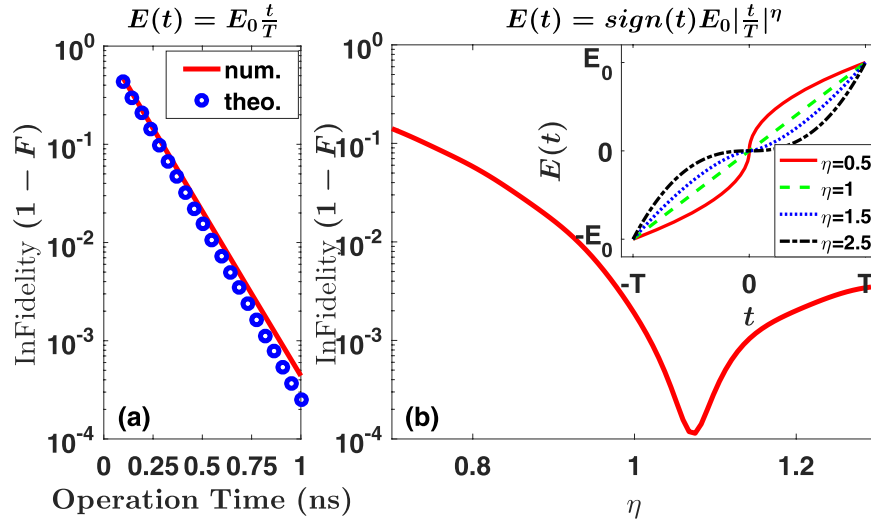 E(t) = E₀ t/T
10⁰
10⁻¹
10⁻²
10⁻³
10⁻⁴
InFidelity (1 − F)
num.
theo.
(a)
0 0.25 0.5 0.75 1
Operation Time (ns)
E(t) = sign(t)E₀|t/T|^η
10⁰
10⁻¹
10⁻²
10⁻³
10⁻⁴
InFidelity (1 − F)
(b)
0.8 1 1.2
η
E₀
0
-E₀
E(t)
-T 0 T
t
η=0.5
η=1
η=1.5
η=2.5